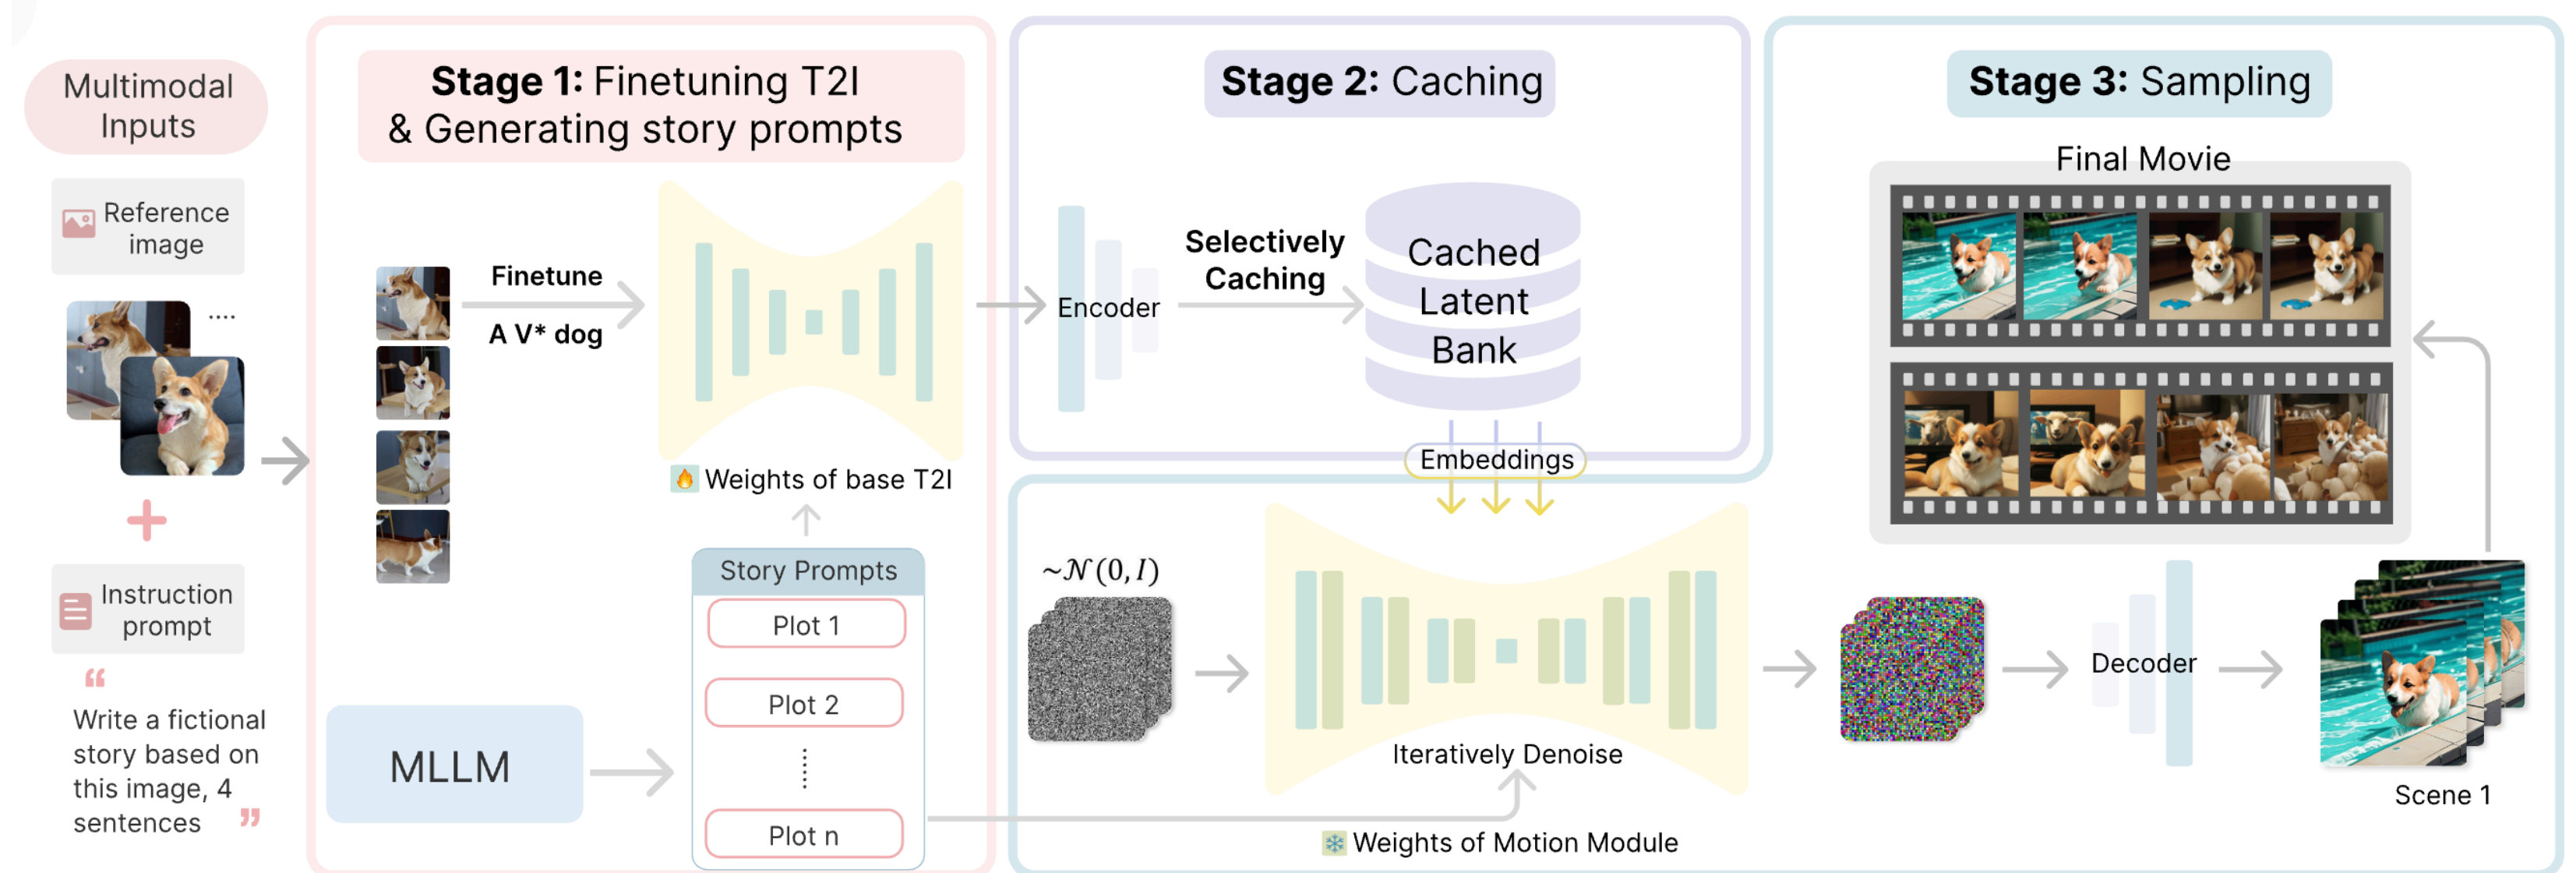 Multimodal
Inputs
Reference
image
....
Instruction
prompt
“
Write a fictional
story based on
this image, 4
sentences ”
Stage 1: Finetuning T2I
& Generating story prompts
Finetune
A V* dog
Weights of base T2I
Story Prompts
Plot 1
Plot 2
Plot n
MLLM
Stage 2: Caching
Encoder
Selectively
Caching
Cached
Latent
Bank
Embeddings
Stage 3: Sampling
Final Movie
~𝒩(0, I)
Iteratively Denoise
Weights of Motion Module
Decoder
Scene 1